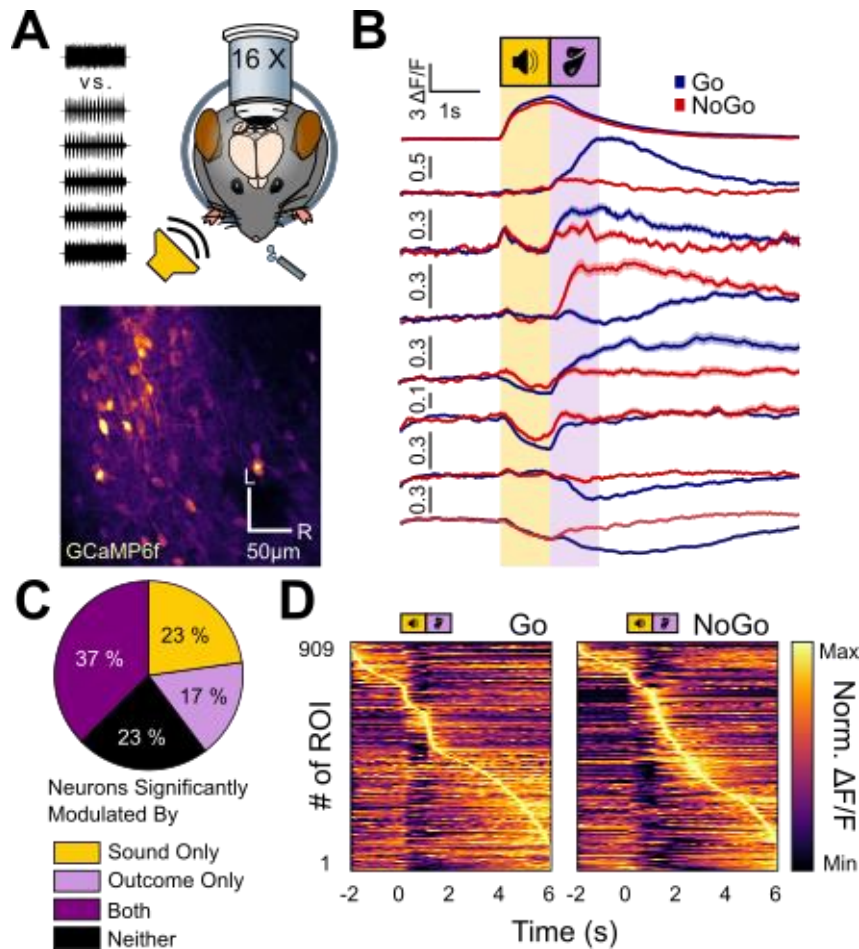 A
vs.
16 X
L
R
GCaMP6f
50µm
B
3 ΔF/F
1s
Go
NoGo
0.5
0.3
0.3
0.3
0.1
0.3
0.3
C
23 %
37 %
17 %
23 %
Neurons Significantly
Modulated By
Sound Only
Outcome Only
Both
Neither
D
Go
NoGo
909
# of ROI
1
-2 0 2 4 6
-2 0 2 4 6
Time (s)
Max
Norm. ΔF/F
Min